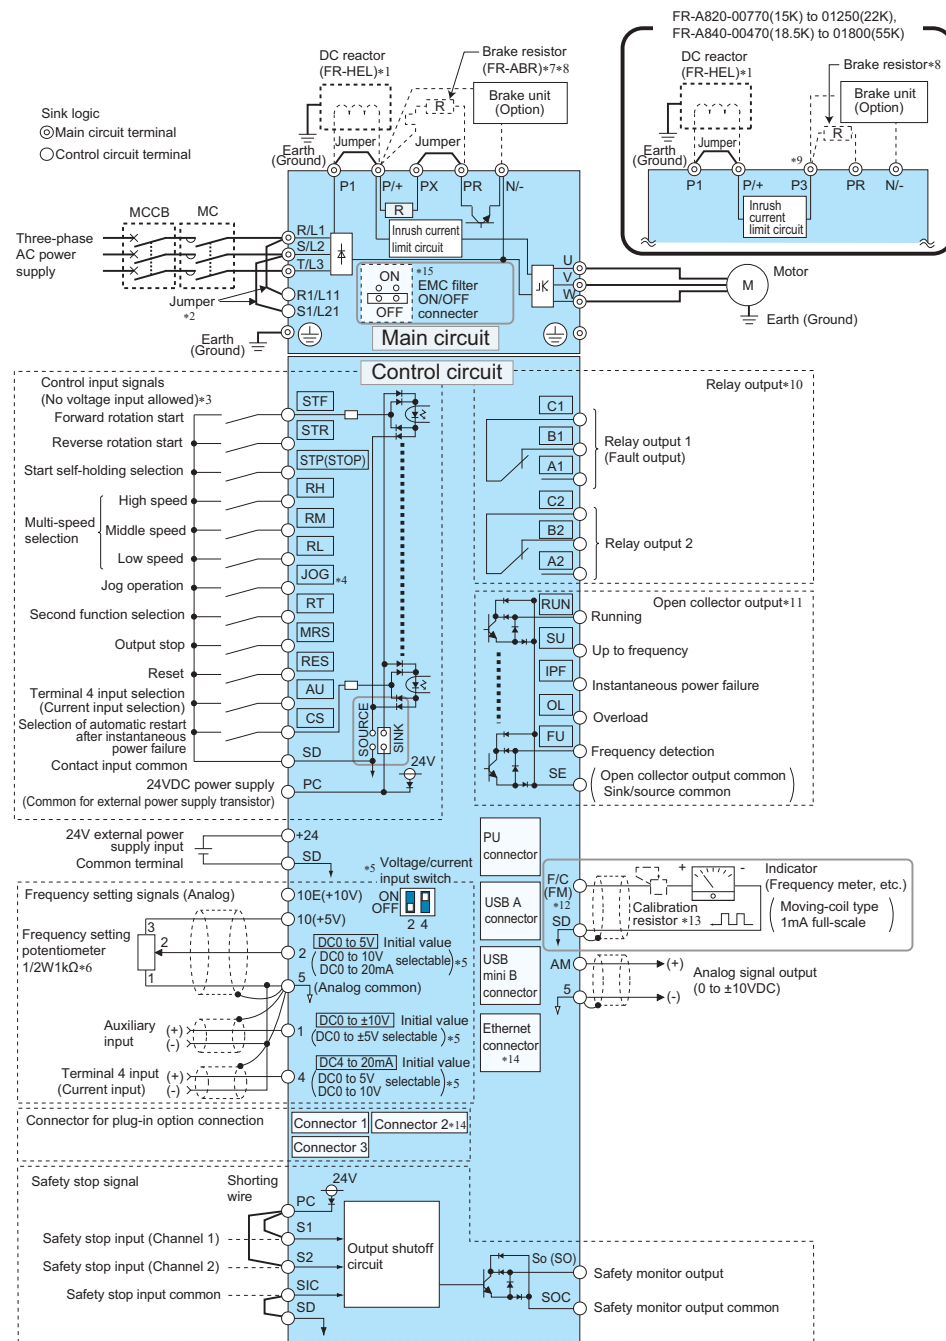 FR-A820-00770(15K) to 01250(22K),
FR-A840-00470(18.5K) to 01800(55K)
DC reactor
(FR-HEL)*1
Brake resistor*8
Brake unit
(Option)
R
Jumper
Earth
(Ground)
*9
P1
P/+
P3
PR
N/-
Inrush
current
limit circuit
DC reactor
(FR-HEL)*1
Brake resistor
(FR-ABR)*7*8
Brake unit
(Option)
R
Sink logic
Main circuit terminal
Control circuit terminal
Earth
(Ground)
Jumper
Jumper
P1
P/+
PX
PR
N/-
R
Inrush current
limit circuit
MCCB
MC
Three-phase
AC power
supply
R/L1
S/L2
T/L3
R1/L11
S1/L21
Jumper
*2
ON
OFF
*15
EMC filter
ON/OFF
connecter
U
V
W
Motor
M
Earth (Ground)
Earth
(Ground)
Main circuit
Control circuit
Control input signals
(No voltage input allowed)*3
Forward rotation start
STF
Reverse rotation start
STR
Start self-holding selection
STP(STOP)
Multi-speed
selection
High speed
RH
Middle speed
RM
Low speed
RL
Jog operation
JOG
*4
Second function selection
RT
Output stop
MRS
Reset
RES
Terminal 4 input selection
(Current input selection)
AU
Selection of automatic restart
after instantaneous
power failure
CS
Contact input common
SD
SOURCE
SINK
24V
24VDC power supply
(Common for external power supply transistor)
PC
Relay output*10
C1
B1
A1
Relay output 1
(Fault output)
C2
B2
A2
Relay output 2
Open collector output*11
RUN
Running
SU
Up to frequency
IPF
Instantaneous power failure
OL
Overload
FU
Frequency detection
SE
Open collector output common
Sink/source common
24V external power
supply input
+24
Common terminal
SD
PU
connector
USB A
connector
USB
mini B
connector
Ethernet
connector
*14
*5
Voltage/current
input switch
ON
OFF
2 4
Frequency setting signals (Analog)
10E(+10V)
10(+5V)
Frequency setting
potentiometer
1/2W1kΩ*6
3
2
1
2
DC0 to 5V Initial value
DC0 to 10V
DC0 to 20mA
selectable
*5
5
(Analog common)
Auxiliary
input
(+)
(-)
1
DC0 to ±10V Initial value
(DC0 to ±5V selectable)*5
Terminal 4 input
(Current input)
(+)
(-)
4
DC4 to 20mA Initial value
DC0 to 5V
DC0 to 10V
selectable
*5
F/C
(FM)
*12
SD
+
-
Calibration
resistor *13
Indicator
(Frequency meter, etc.)
Moving-coil type
1mA full-scale
AM
(+)
5
(-)
Analog signal output
(0 to ±10VDC)
Connector for plug-in option connection
Connector 1
Connector 2*14
Connector 3
Safety stop signal
Shorting
wire
24V
PC
Safety stop input (Channel 1)
S1
Safety stop input (Channel 2)
S2
Safety stop input common
SIC
SD
Output shutoff
circuit
So (SO)
Safety monitor output
SOC
Safety monitor output common